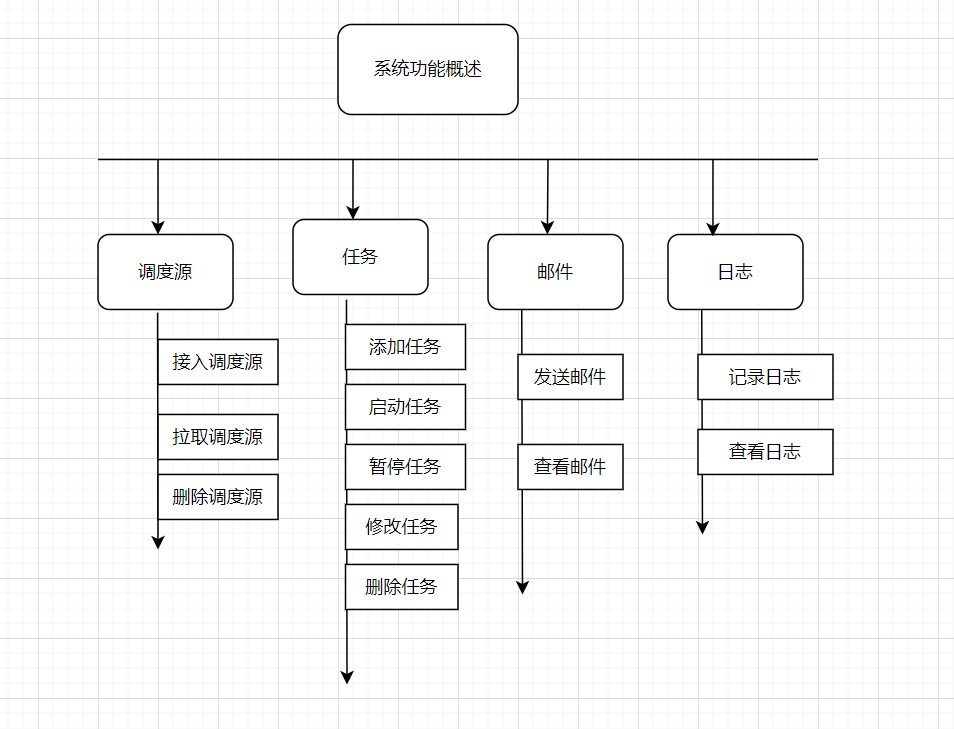 系统功能概述
调度源
接入调度源
拉取调度源
删除调度源
任务
添加任务
启动任务
暂停任务
修改任务
删除任务
邮件
发送邮件
查看邮件
日志
记录日志
查看日志